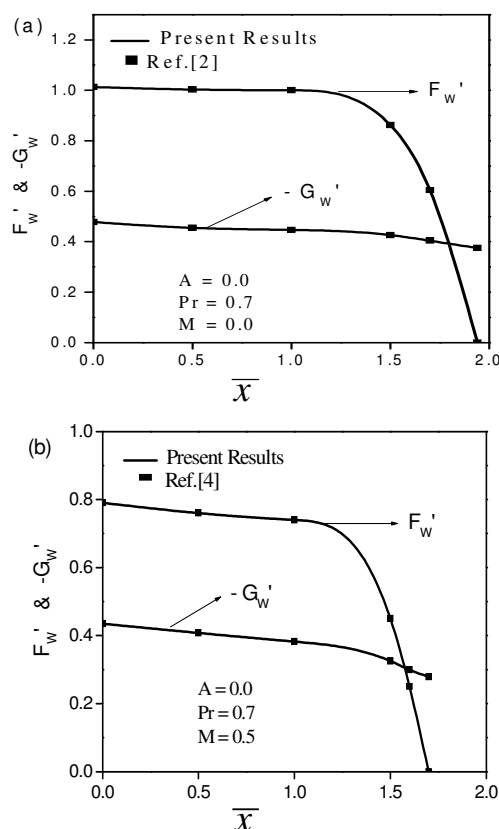 (a)
1.2
1.0
0.8
0.6
0.4
0.2
0.0
F_w' & -G_w'
Present Results
Ref.[2]
F_w'
- G_w'
A = 0.0
Pr = 0.7
M = 0.0
0.0 0.5 1.0 1.5 2.0
x̅
(b)
0.8
0.6
0.4
0.2
0.0
F_w' & -G_w'
Present Results
Ref.[4]
F_w'
- G_w'
A = 0.0
Pr = 0.7
M = 0.5
0.0 0.5 1.0 1.5 2.0
x̅